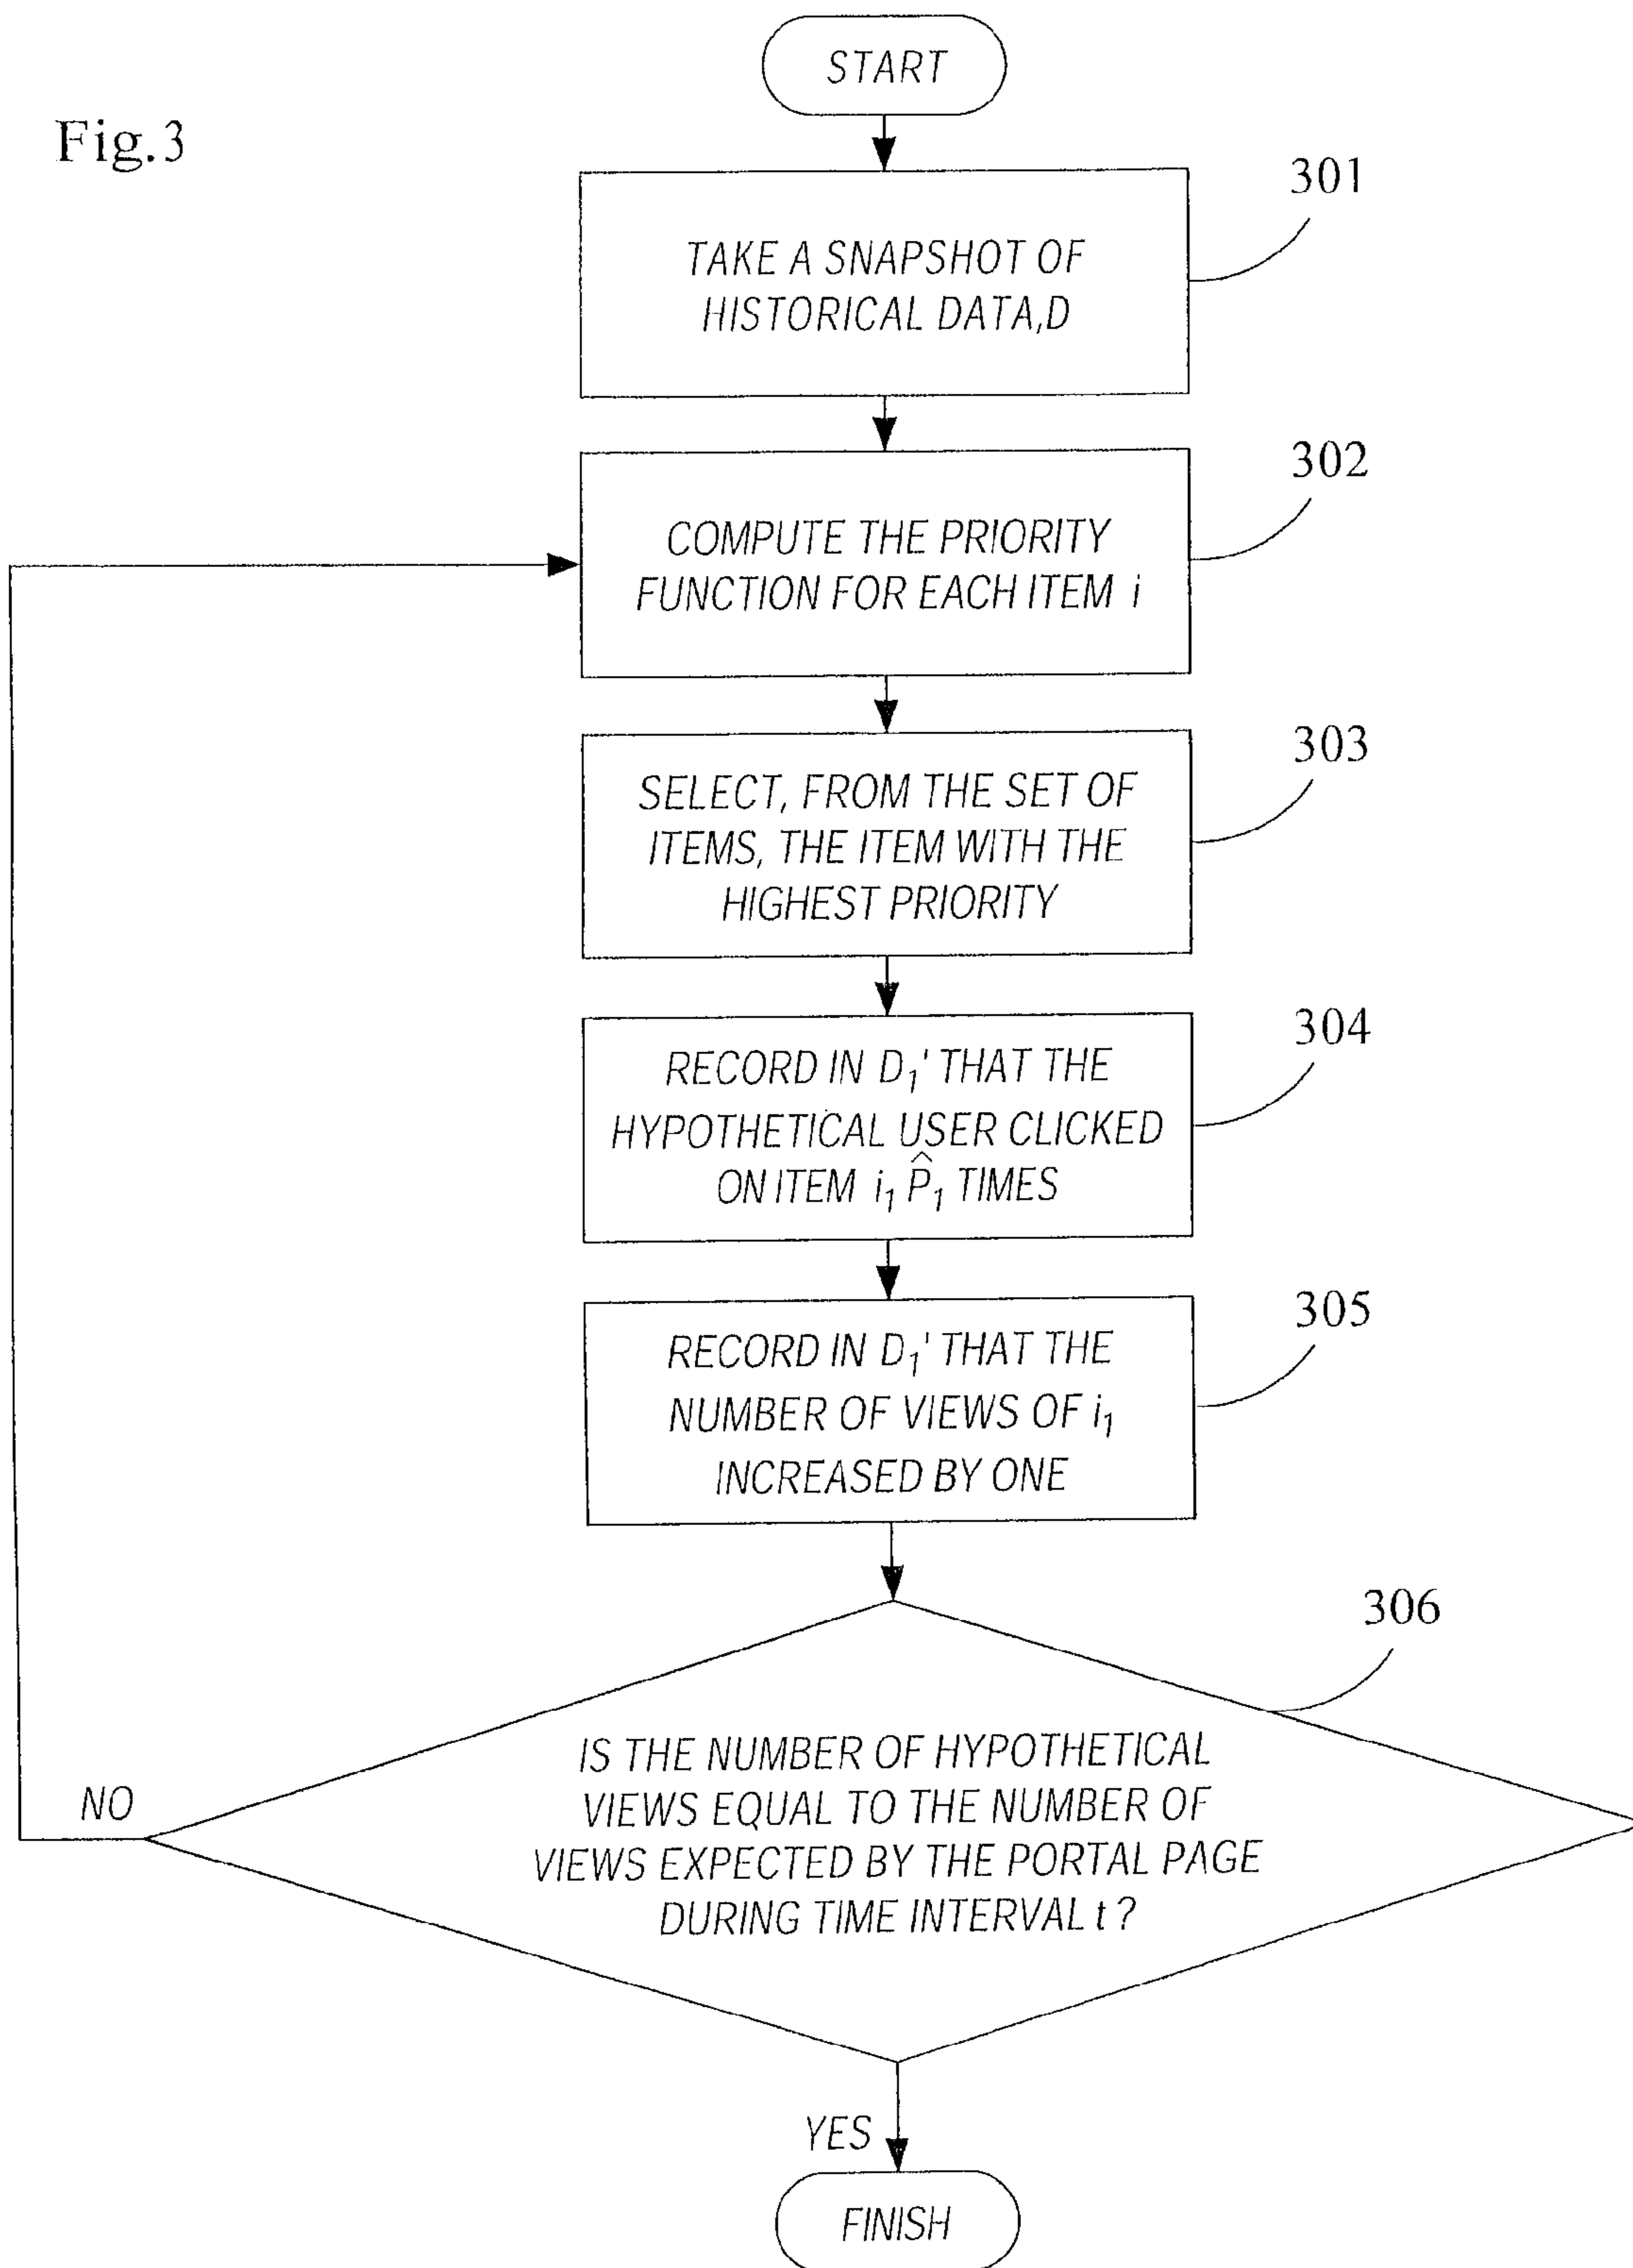 Fig.3
START
301
TAKE A SNAPSHOT OF
HISTORICAL DATA,D
302
COMPUTE THE PRIORITY
FUNCTION FOR EACH ITEM i
303
SELECT, FROM THE SET OF
ITEMS, THE ITEM WITH THE
HIGHEST PRIORITY
304
RECORD IN D₁' THAT THE
HYPOTHETICAL USER CLICKED
ON ITEM i₁ P̂₁ TIMES
305
RECORD IN D₁' THAT THE
NUMBER OF VIEWS OF i₁
INCREASED BY ONE
306
IS THE NUMBER OF HYPOTHETICAL
VIEWS EQUAL TO THE NUMBER OF
VIEWS EXPECTED BY THE PORTAL PAGE
DURING TIME INTERVAL t ?
NO
YES
FINISH